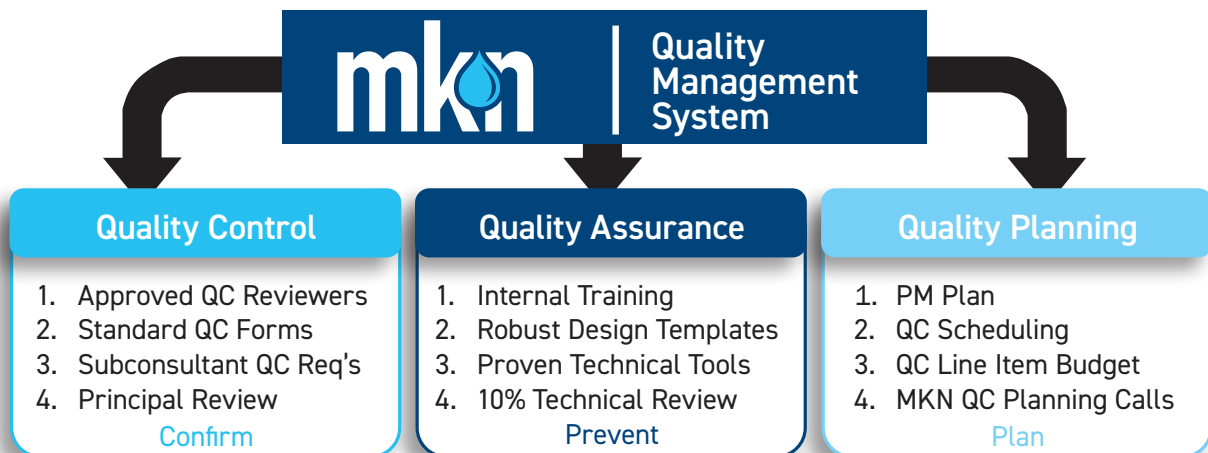 mkn
Quality
Management
System
Quality Control
1. Approved QC Reviewers
2. Standard QC Forms
3. Subconsultant QC Req's
4. Principal Review
Confirm
Quality Assurance
1. Internal Training
2. Robust Design Templates
3. Proven Technical Tools
4. 10% Technical Review
Prevent
Quality Planning
1. PM Plan
2. QC Scheduling
3. QC Line Item Budget
4. MKN QC Planning Calls
Plan